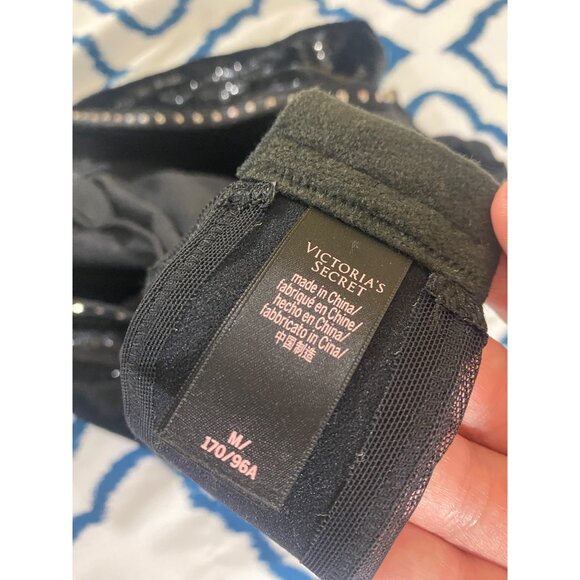 VICTORIA'S
SECRET
made in China/
fabriqué en Chine/
hecho en China/
fabbricato in Cina/
中国制造
M/
170/96A